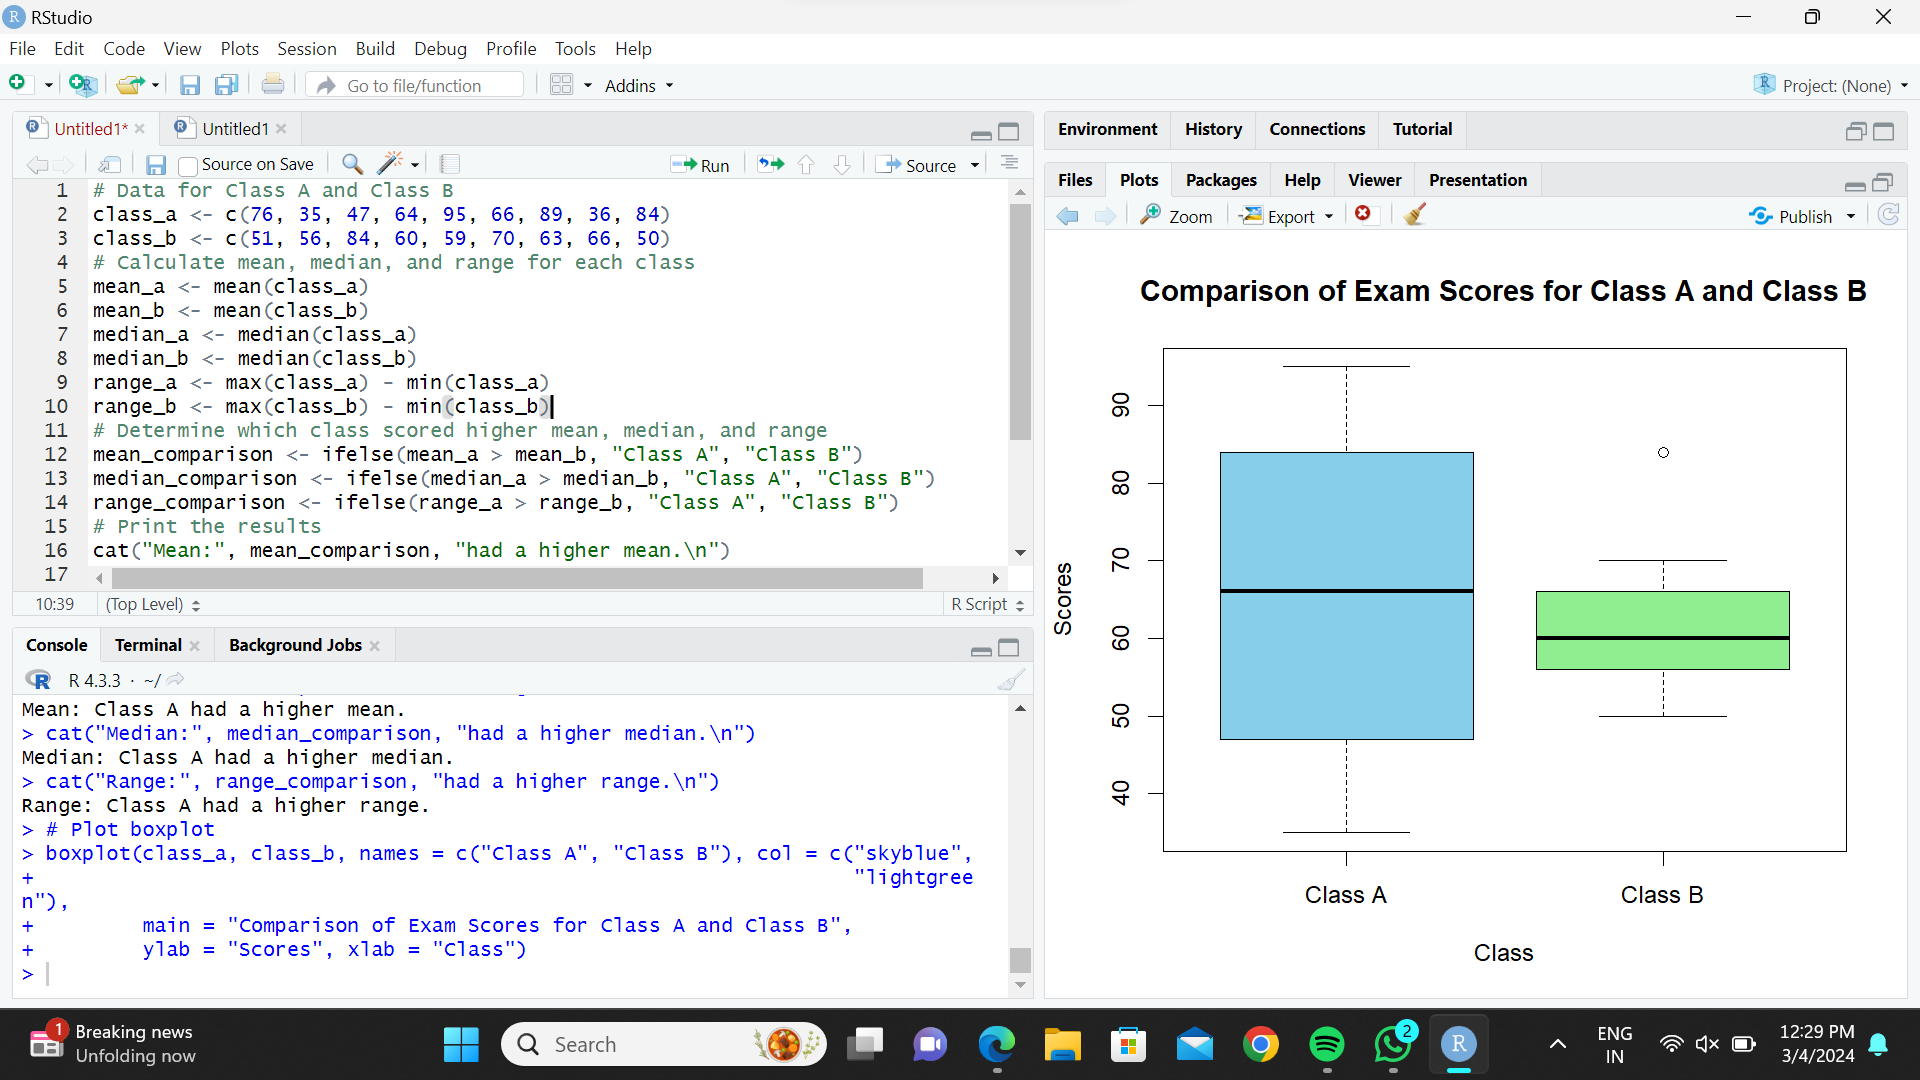 RStudio
File Edit Code View Plots Session Build Debug Profile Tools Help
Go to file/function Addins Project: (None)
Untitled1* Untitled1
Source on Save Run Source
1 # Data for Class A and Class B
2 class_a <- c(76, 35, 47, 64, 95, 66, 89, 36, 84)
3 class_b <- c(51, 56, 84, 60, 59, 70, 63, 66, 50)
4 # Calculate mean, median, and range for each class
5 mean_a <- mean(class_a)
6 mean_b <- mean(class_b)
7 median_a <- median(class_a)
8 median_b <- median(class_b)
9 range_a <- max(class_a) - min(class_a)
10 range_b <- max(class_b) - min(class_b)
11 # Determine which class scored higher mean, median, and range
12 mean_comparison <- ifelse(mean_a > mean_b, "Class A", "Class B")
13 median_comparison <- ifelse(median_a > median_b, "Class A", "Class B")
14 range_comparison <- ifelse(range_a > range_b, "Class A", "Class B")
15 # Print the results
16 cat("Mean:", mean_comparison, "had a higher mean.\n")
17
10:39 (Top Level) R Script
Console Terminal Background Jobs
R R 4.3.3 · ~/
Mean: Class A had a higher mean.
> cat("Median:", median_comparison, "had a higher median.\n")
Median: Class A had a higher median.
> cat("Range:", range_comparison, "had a higher range.\n")
Range: Class A had a higher range.
> # Plot boxplot
> boxplot(class_a, class_b, names = c("Class A", "Class B"), col = c("skyblue",
+ "lightgree
n"),
+ main = "Comparison of Exam Scores for Class A and Class B",
+ ylab = "Scores", xlab = "Class")
>
Environment History Connections Tutorial
Files Plots Packages Help Viewer Presentation
Zoom Export Publish
Comparison of Exam Scores for Class A and Class B
Scores
90
80
70
60
50
40
Class A Class B
Class
1 Breaking news
Unfolding now
Search
2
R
ENG
IN
12:29 PM
3/4/2024